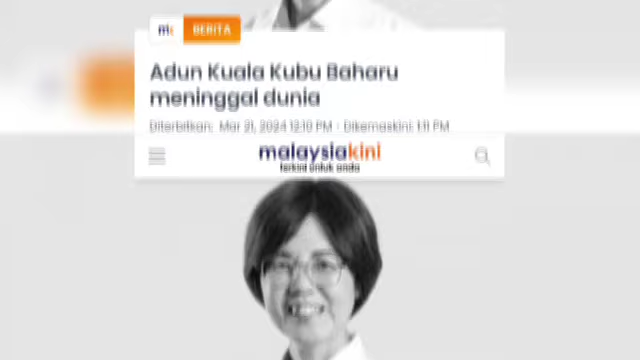 BERITA
Adun Kuala Kubu Baharu
meninggal dunia
Diterbitkan: Mar 21, 2024 12:10 PM · Dikemaskini: 1:11 PM
malaysiakini
terkini untuk anda